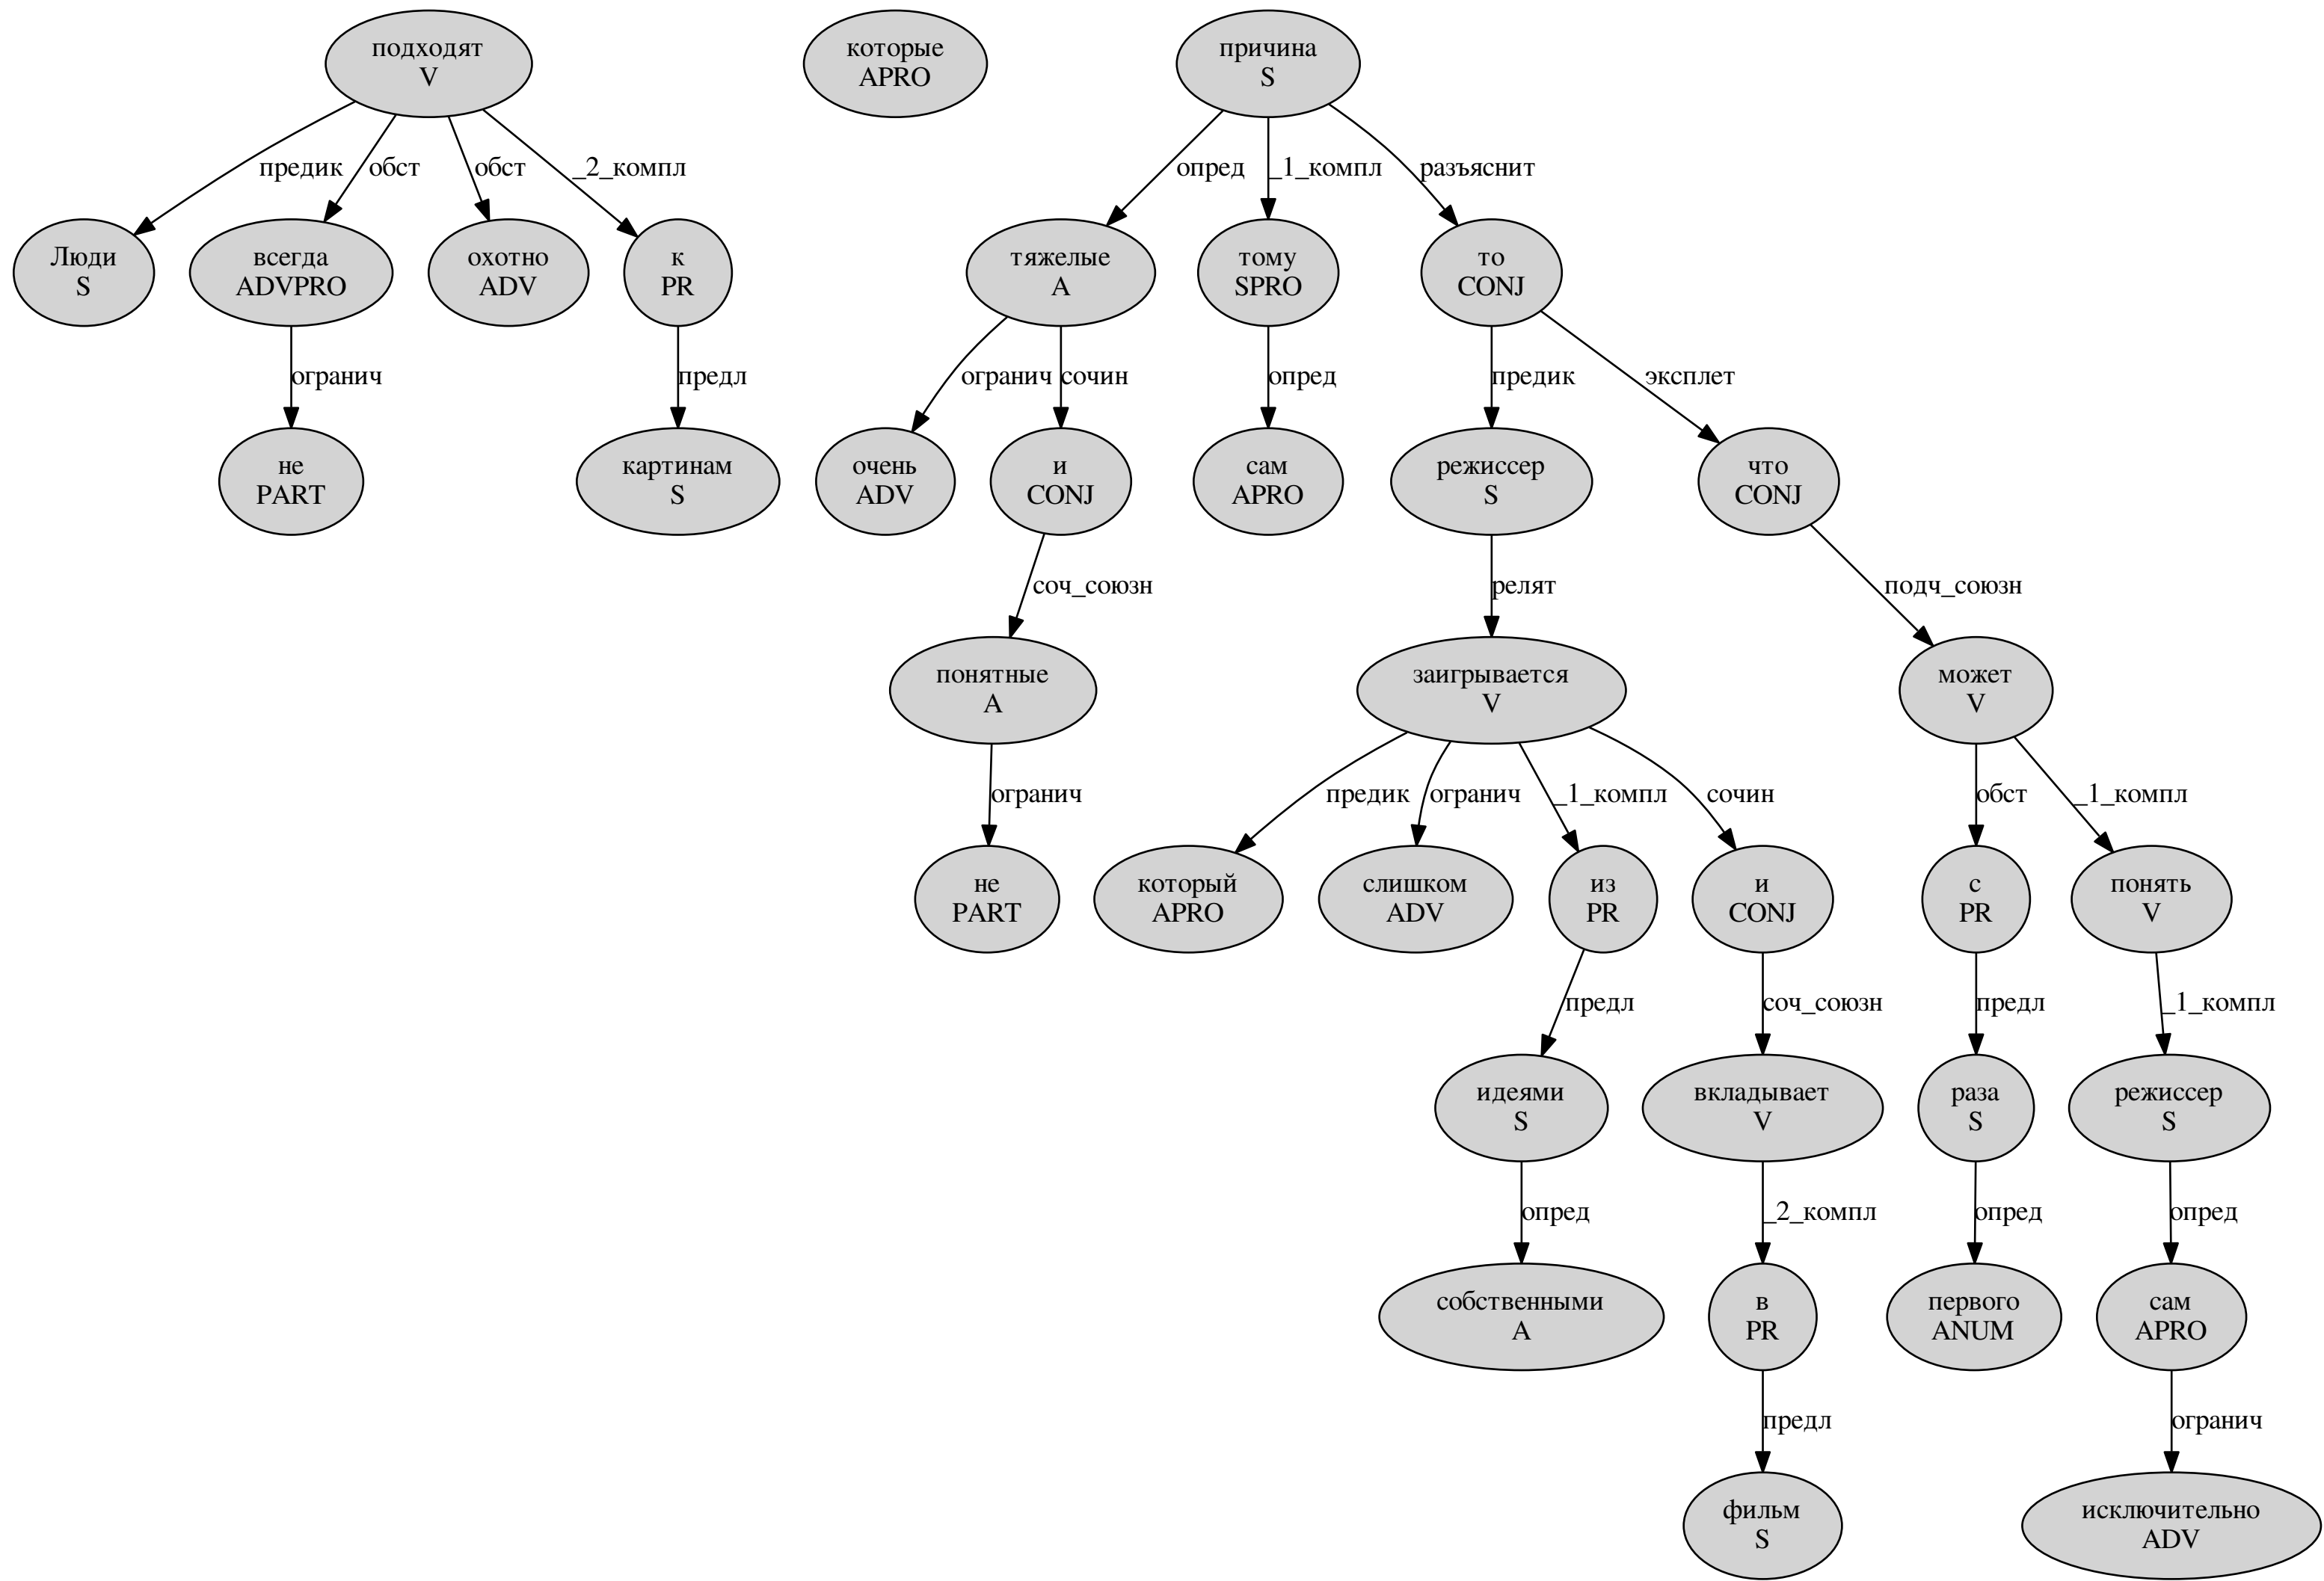 подходят
V
которые
APRO
причина
S
предик
обст
обст
_2_компл
опред
_1_компл
разъяснит
Люди
S
всегда
ADVPRO
охотно
ADV
к
PR
тяжелые
A
тому
SPRO
то
CONJ
огранич
предл
огранич
сочин
опред
предик
эксплет
не
PART
картинам
S
очень
ADV
и
CONJ
сам
APRO
режиссер
S
что
CONJ
соч_союзн
релят
подч_союзн
понятные
A
заигрывается
V
может
V
огранич
предик
огранич
_1_компл
сочин
обст
_1_компл
не
PART
который
APRO
слишком
ADV
из
PR
и
CONJ
с
PR
понять
V
предл
соч_союзн
предл
_1_компл
идеями
S
вкладывает
V
раза
S
режиссер
S
опред
_2_компл
опред
опред
собственными
A
в
PR
первого
ANUM
сам
APRO
предл
огранич
фильм
S
исключительно
ADV